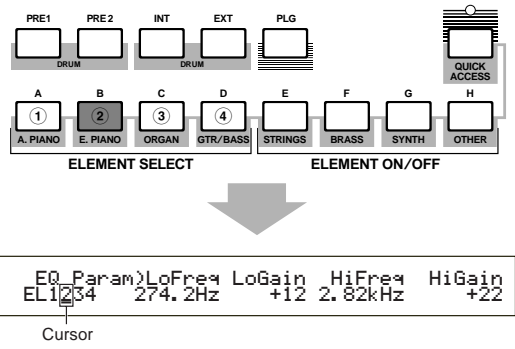 PRE1 PRE2 INT EXT PLG
DRUM DRUM
QUICK
ACCESS
A B C D E F G H
1 2 3 4
A. PIANO E. PIANO ORGAN GTR/BASS STRINGS BRASS SYNTH OTHER
ELEMENT SELECT ELEMENT ON/OFF
EQ Param)LoFreq LoGain HiFreq HiGain
EL1234 274.2Hz +12 2.82kHz +22
Cursor